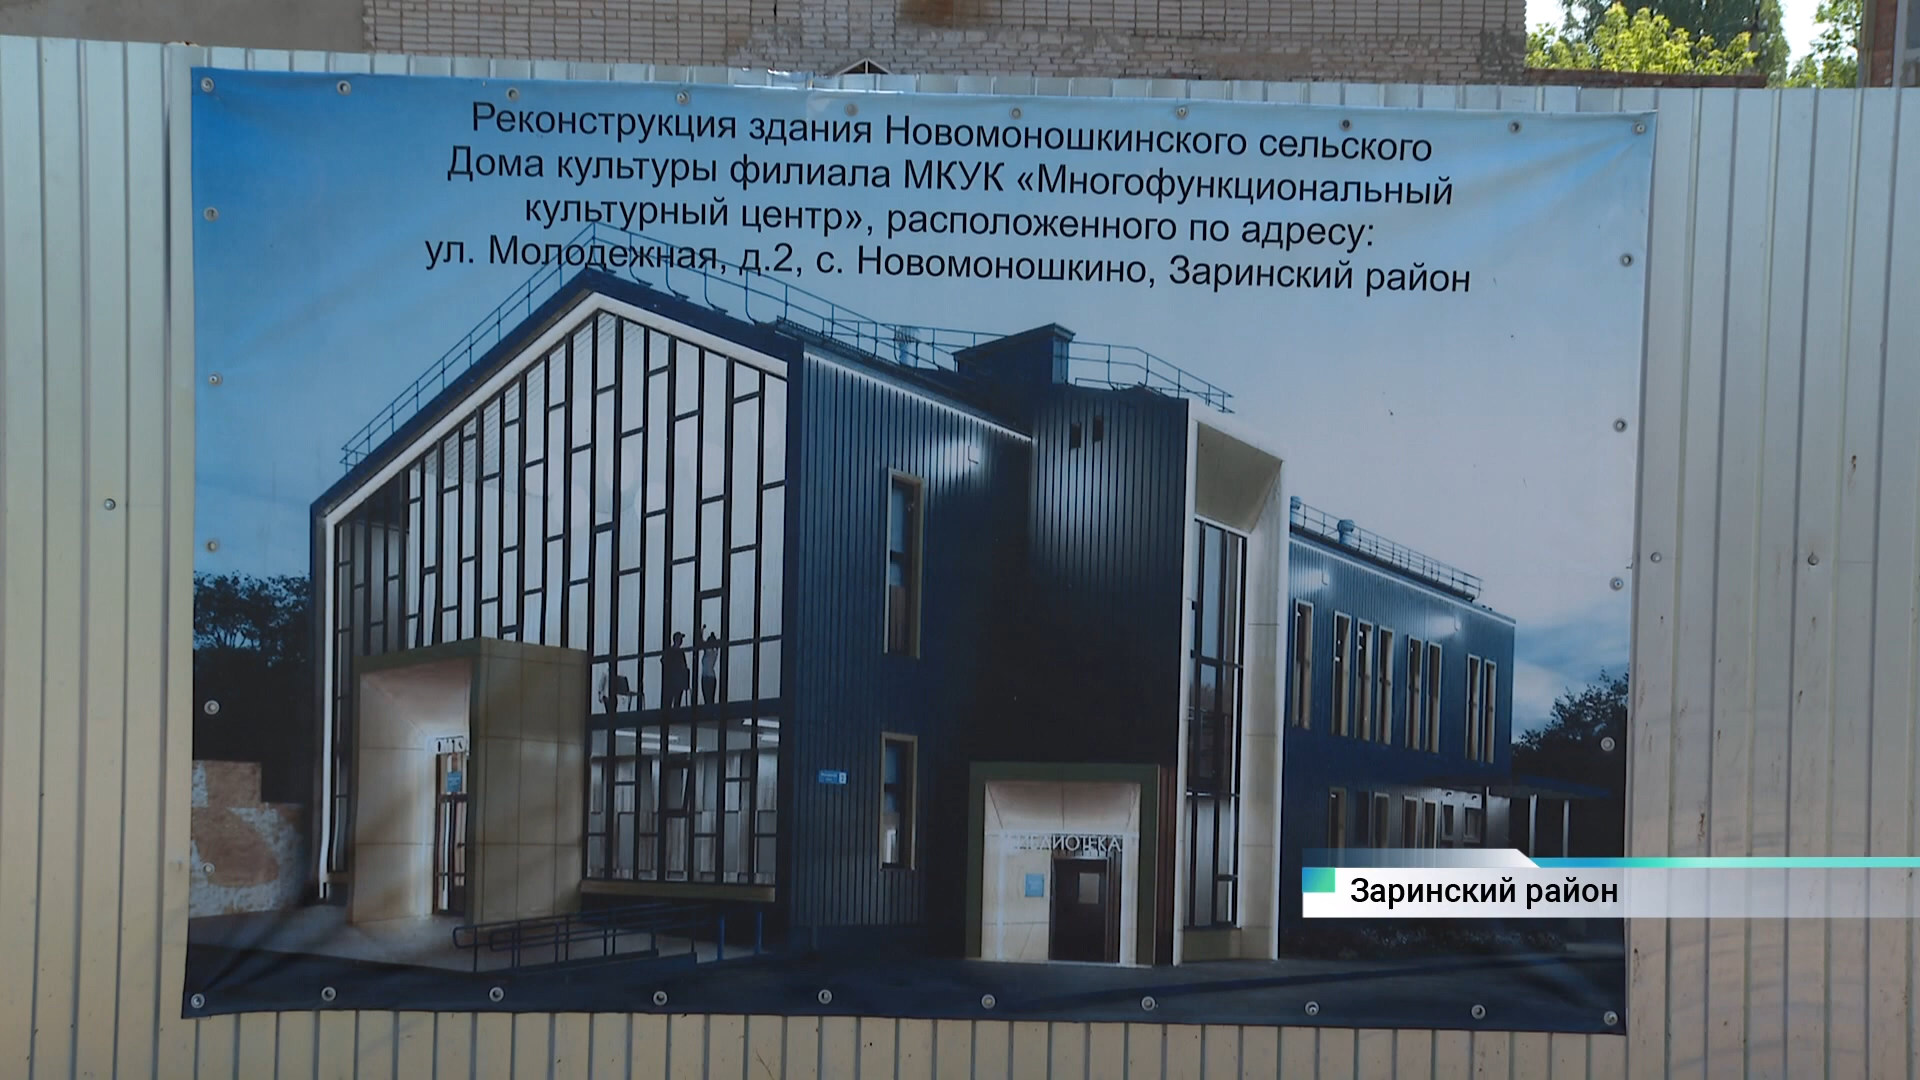 Реконструкция здания Новомоношкинского сельского
Дома культуры филиала МКУК «Многофункциональный
культурный центр», расположенного по адресу:
ул. Молодежная, д.2, с. Новомоношкино, Заринский район
БИБЛИОТЕКА
Заринский район